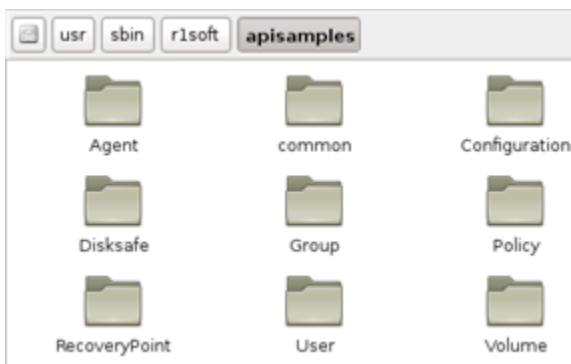 usr sbin r1soft apisamples
Agent common Configuration
Disksafe Group Policy
RecoveryPoint User Volume